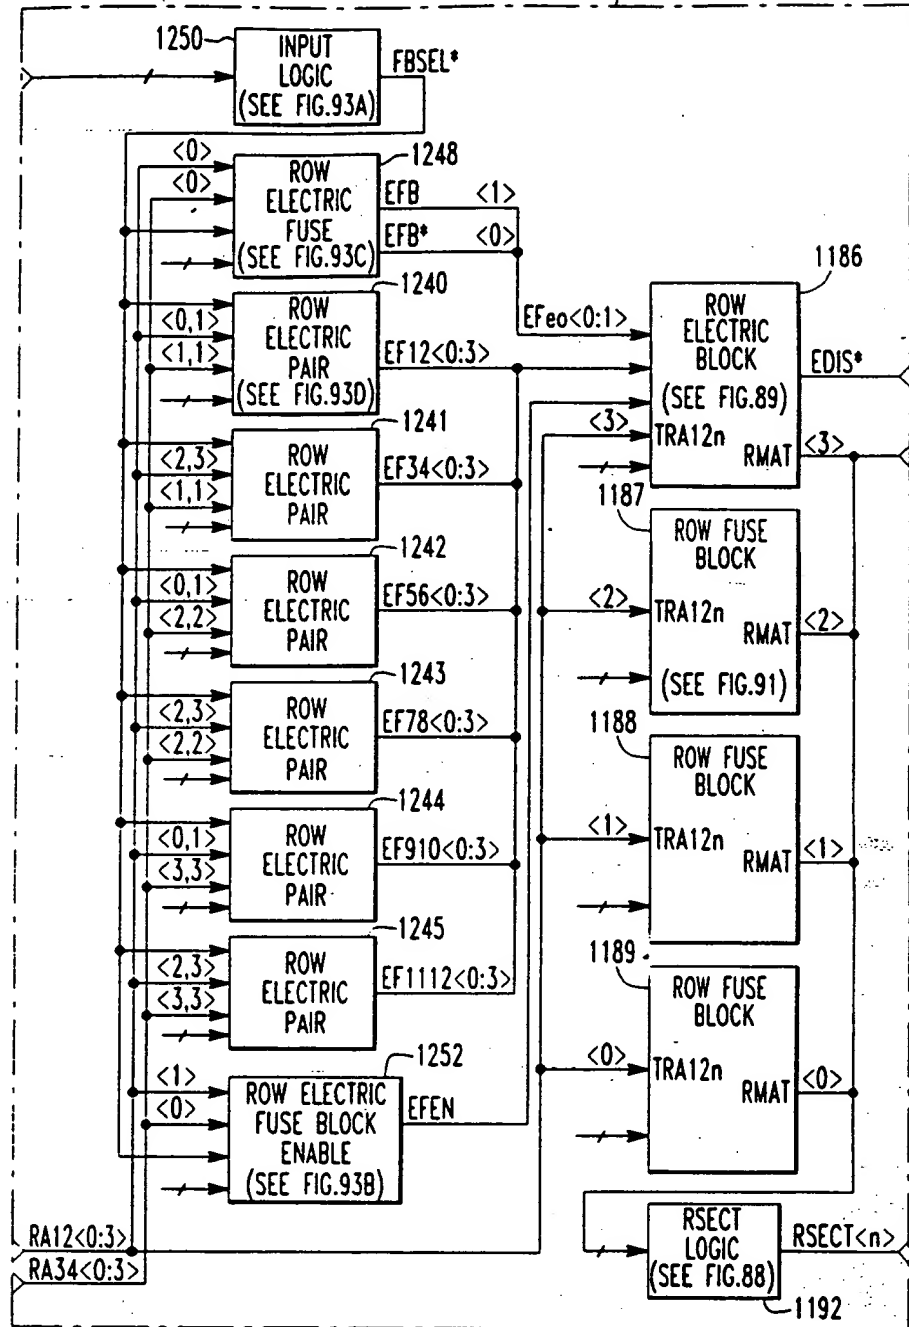 1250
INPUT
LOGIC
(SEE FIG.93A)
FBSEL*
<0>
<0>
ROW
ELECTRIC
FUSE
(SEE FIG.93C)
1248
EFB <1>
EFB* <0>
1240
<0,1>
<1,1>
ROW
ELECTRIC
PAIR
(SEE FIG.93D)
EF12<0:3>
1241
<2,3>
<1,1>
ROW
ELECTRIC
PAIR
EF34<0:3>
1242
<0,1>
<2,2>
ROW
ELECTRIC
PAIR
EF56<0:3>
1243
<2,3>
<2,2>
ROW
ELECTRIC
PAIR
EF78<0:3>
1244
<0,1>
<3,3>
ROW
ELECTRIC
PAIR
EF910<0:3>
1245
<2,3>
<3,3>
ROW
ELECTRIC
PAIR
EF1112<0:3>
1252
<1>
<0>
ROW ELECTRIC
FUSE BLOCK
ENABLE
(SEE FIG.93B)
EFEN
RA12<0:3>
RA34<0:3>
1186
EFeo<0:1>
ROW
ELECTRIC
BLOCK
(SEE FIG.89)
EDIS*
<3>
TRA12n
RMAT
<3>
1187
ROW FUSE
BLOCK
<2>
TRA12n
RMAT
<2>
(SEE FIG.91)
1188
ROW FUSE
BLOCK
<1>
TRA12n
RMAT
<1>
1189
ROW FUSE
BLOCK
<0>
TRA12n
RMAT
<0>
RSECT
LOGIC
(SEE FIG.88)
RSECT<n>
1192